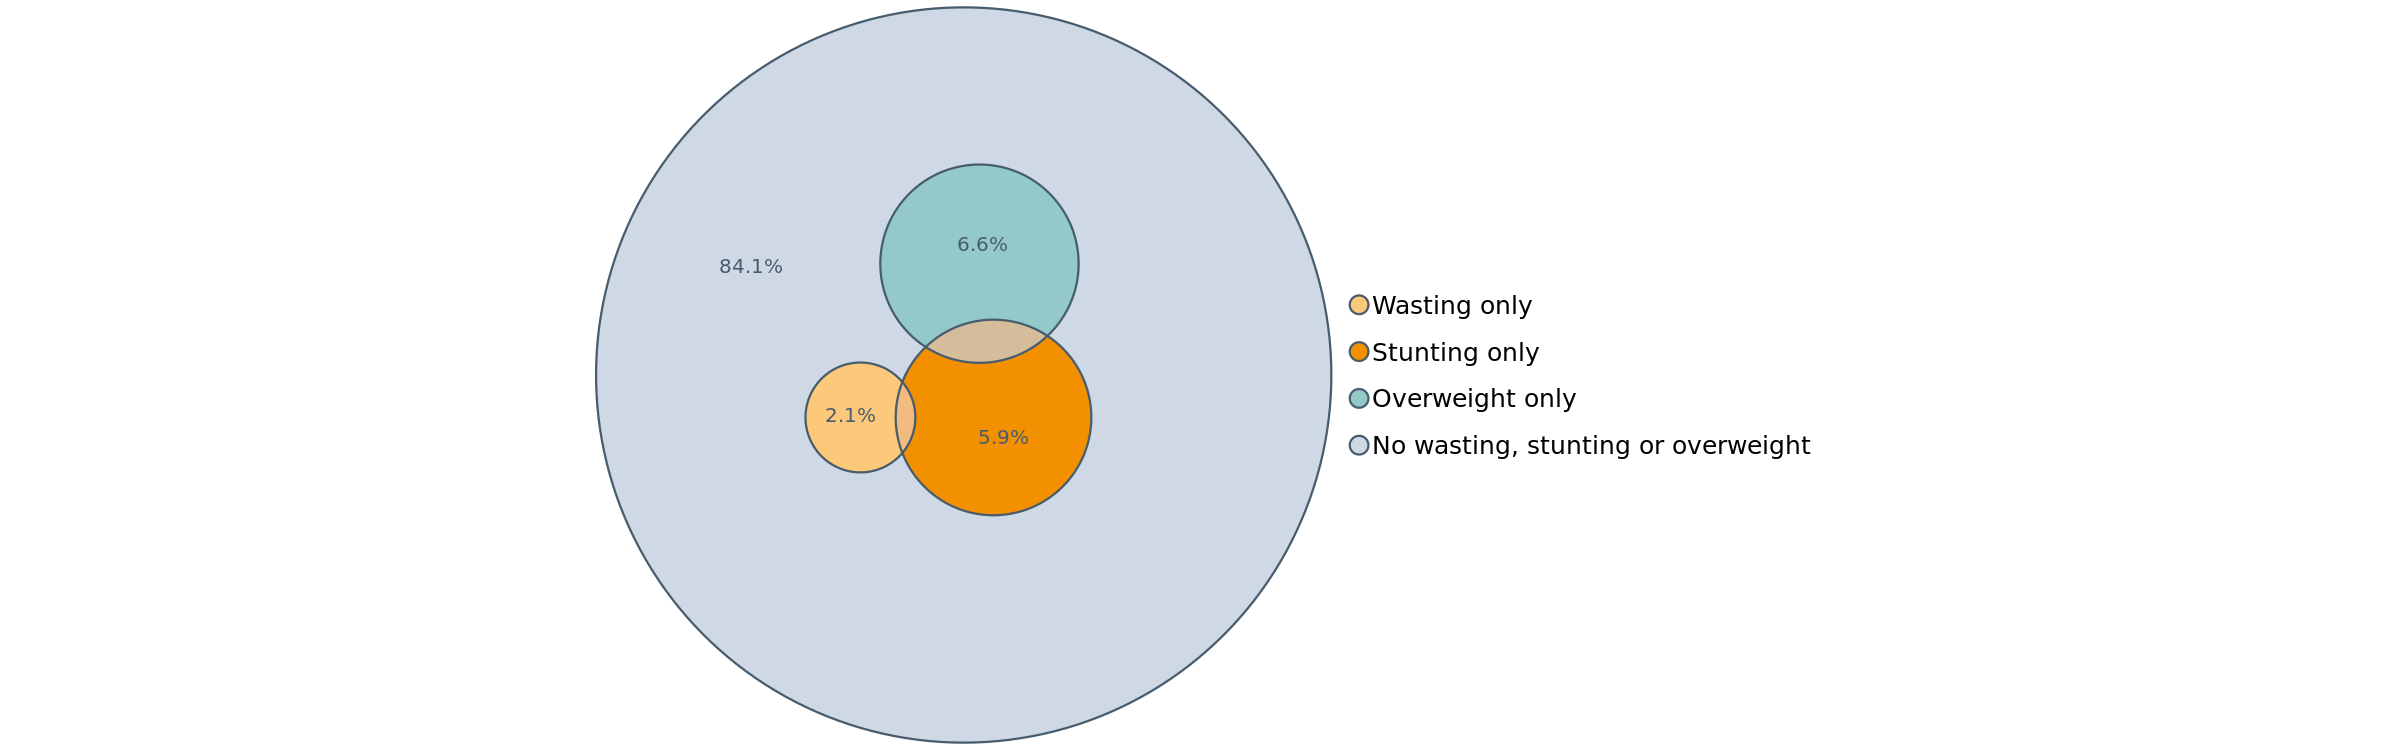 6.6%
84.1%
2.1%
5.9%
Wasting only
Stunting only
Overweight only
No wasting, stunting or overweight